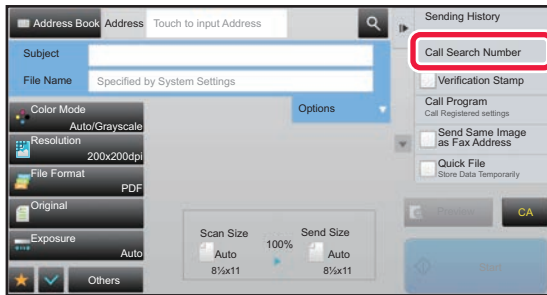 Address Book
Address
Touch to input Address
Subject
File Name
Specified by System Settings
Color Mode
Auto/Grayscale
Resolution
200x200dpi
File Format
PDF
Original
Exposure
Auto
Others
Options
Scan Size
Auto
8½x11
100%
Send Size
Auto
8½x11
Sending History
Call Search Number
Verification Stamp
Call Program
Call Registered settings
Send Same Image
as Fax Address
Quick File
Store Data Temporarily
Preview
CA
Start